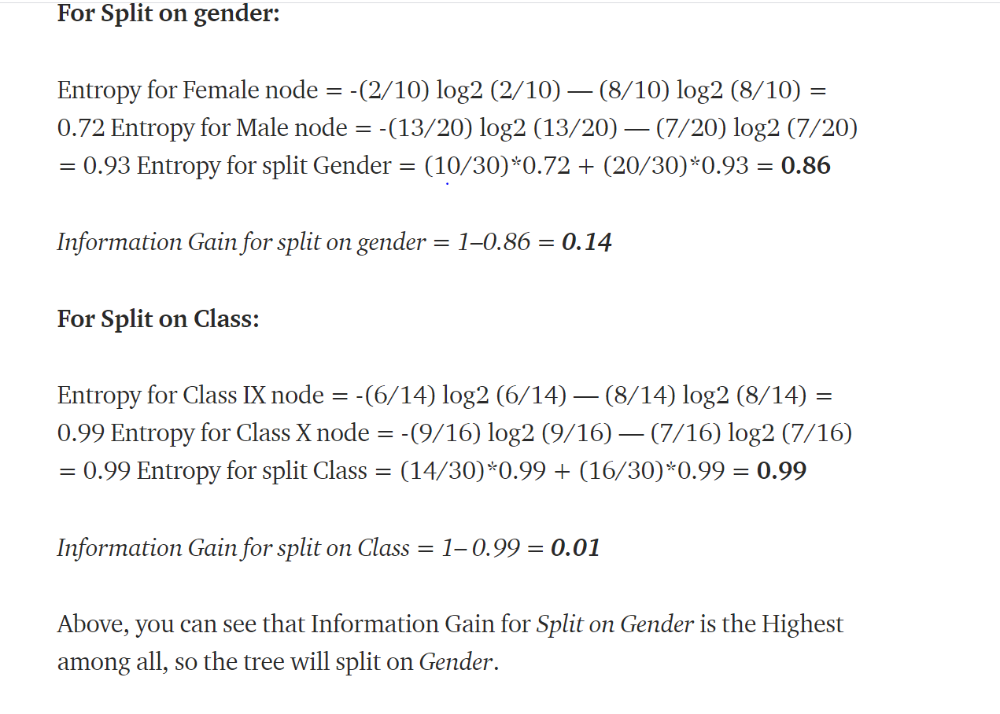 For Split on gender:
Entropy for Female node = -(2/10) log2 (2/10) — (8/10) log2 (8/10) =
0.72 Entropy for Male node = -(13/20) log2 (13/20) — (7/20) log2 (7/20)
= 0.93 Entropy for split Gender = (10/30)*0.72 + (20/30)*0.93 = 0.86
Information Gain for split on gender = 1–0.86 = 0.14
For Split on Class:
Entropy for Class IX node = -(6/14) log2 (6/14) — (8/14) log2 (8/14) =
0.99 Entropy for Class X node = -(9/16) log2 (9/16) — (7/16) log2 (7/16)
= 0.99 Entropy for split Class = (14/30)*0.99 + (16/30)*0.99 = 0.99
Information Gain for split on Class = 1– 0.99 = 0.01
Above, you can see that Information Gain for Split on Gender is the Highest
among all, so the tree will split on Gender.